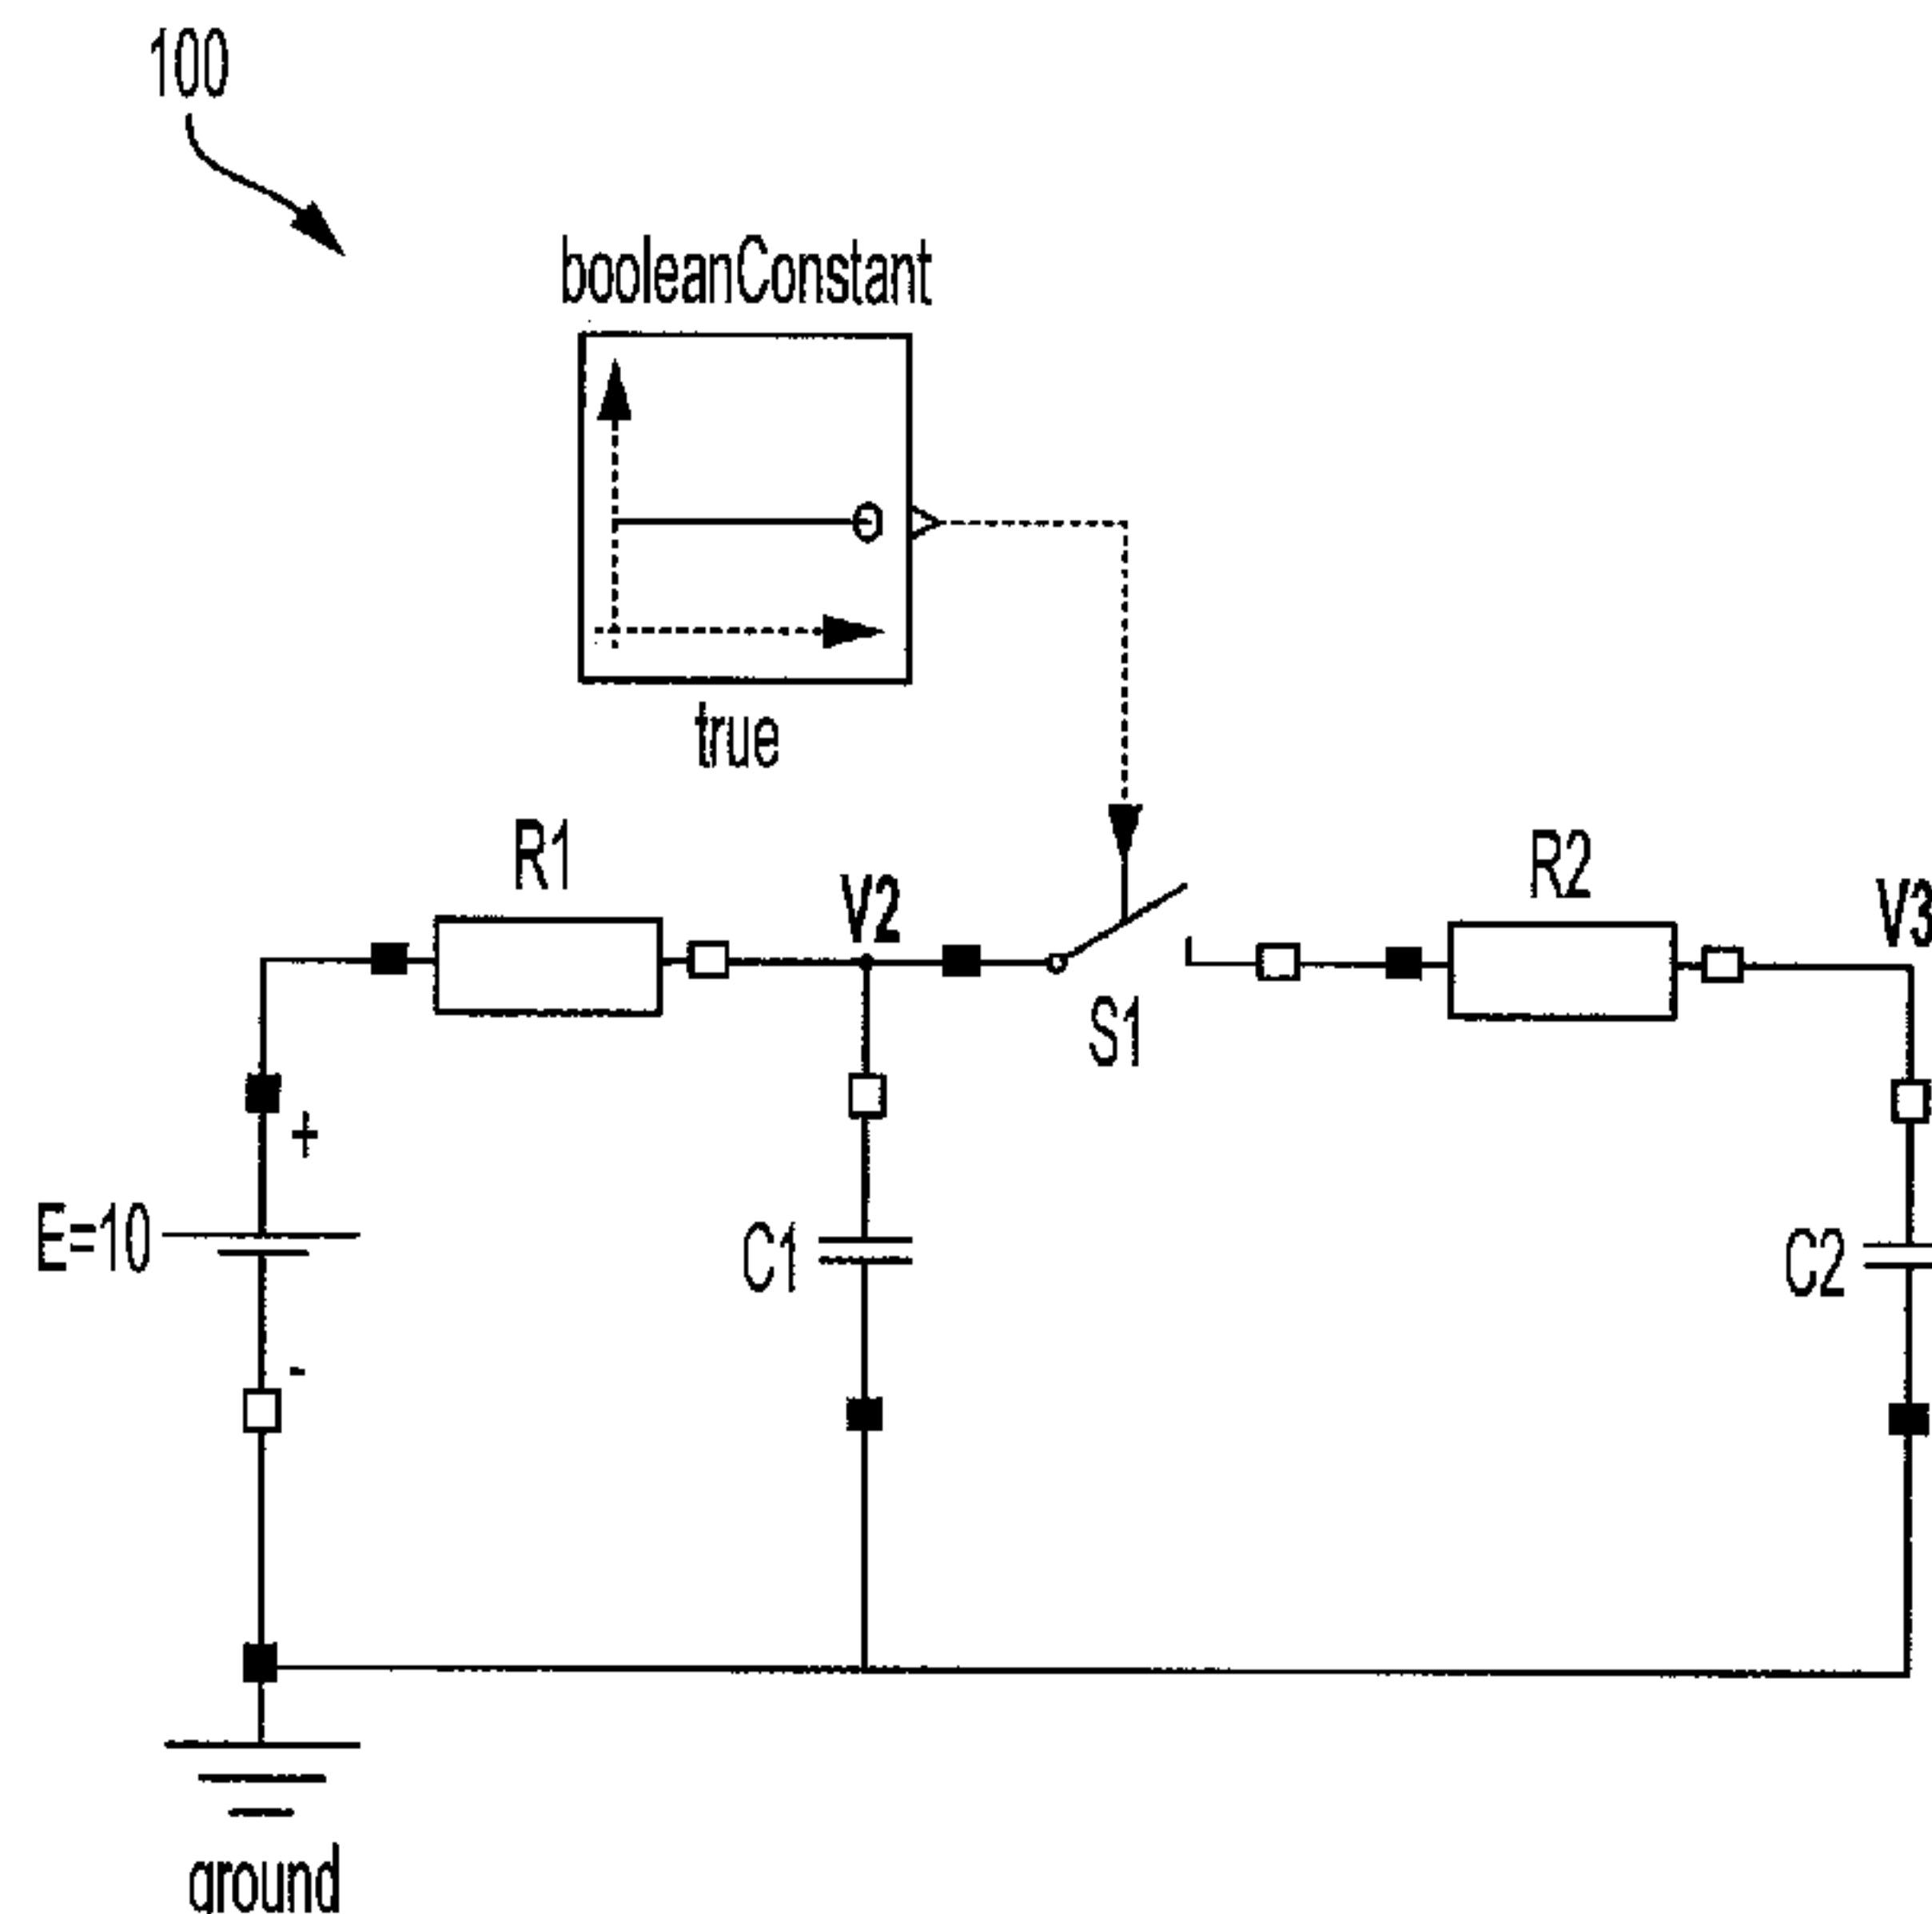 100
booleanConstant
true
R1
V2
S1
R2
V3
+
E=10
-
C1
C2
ground